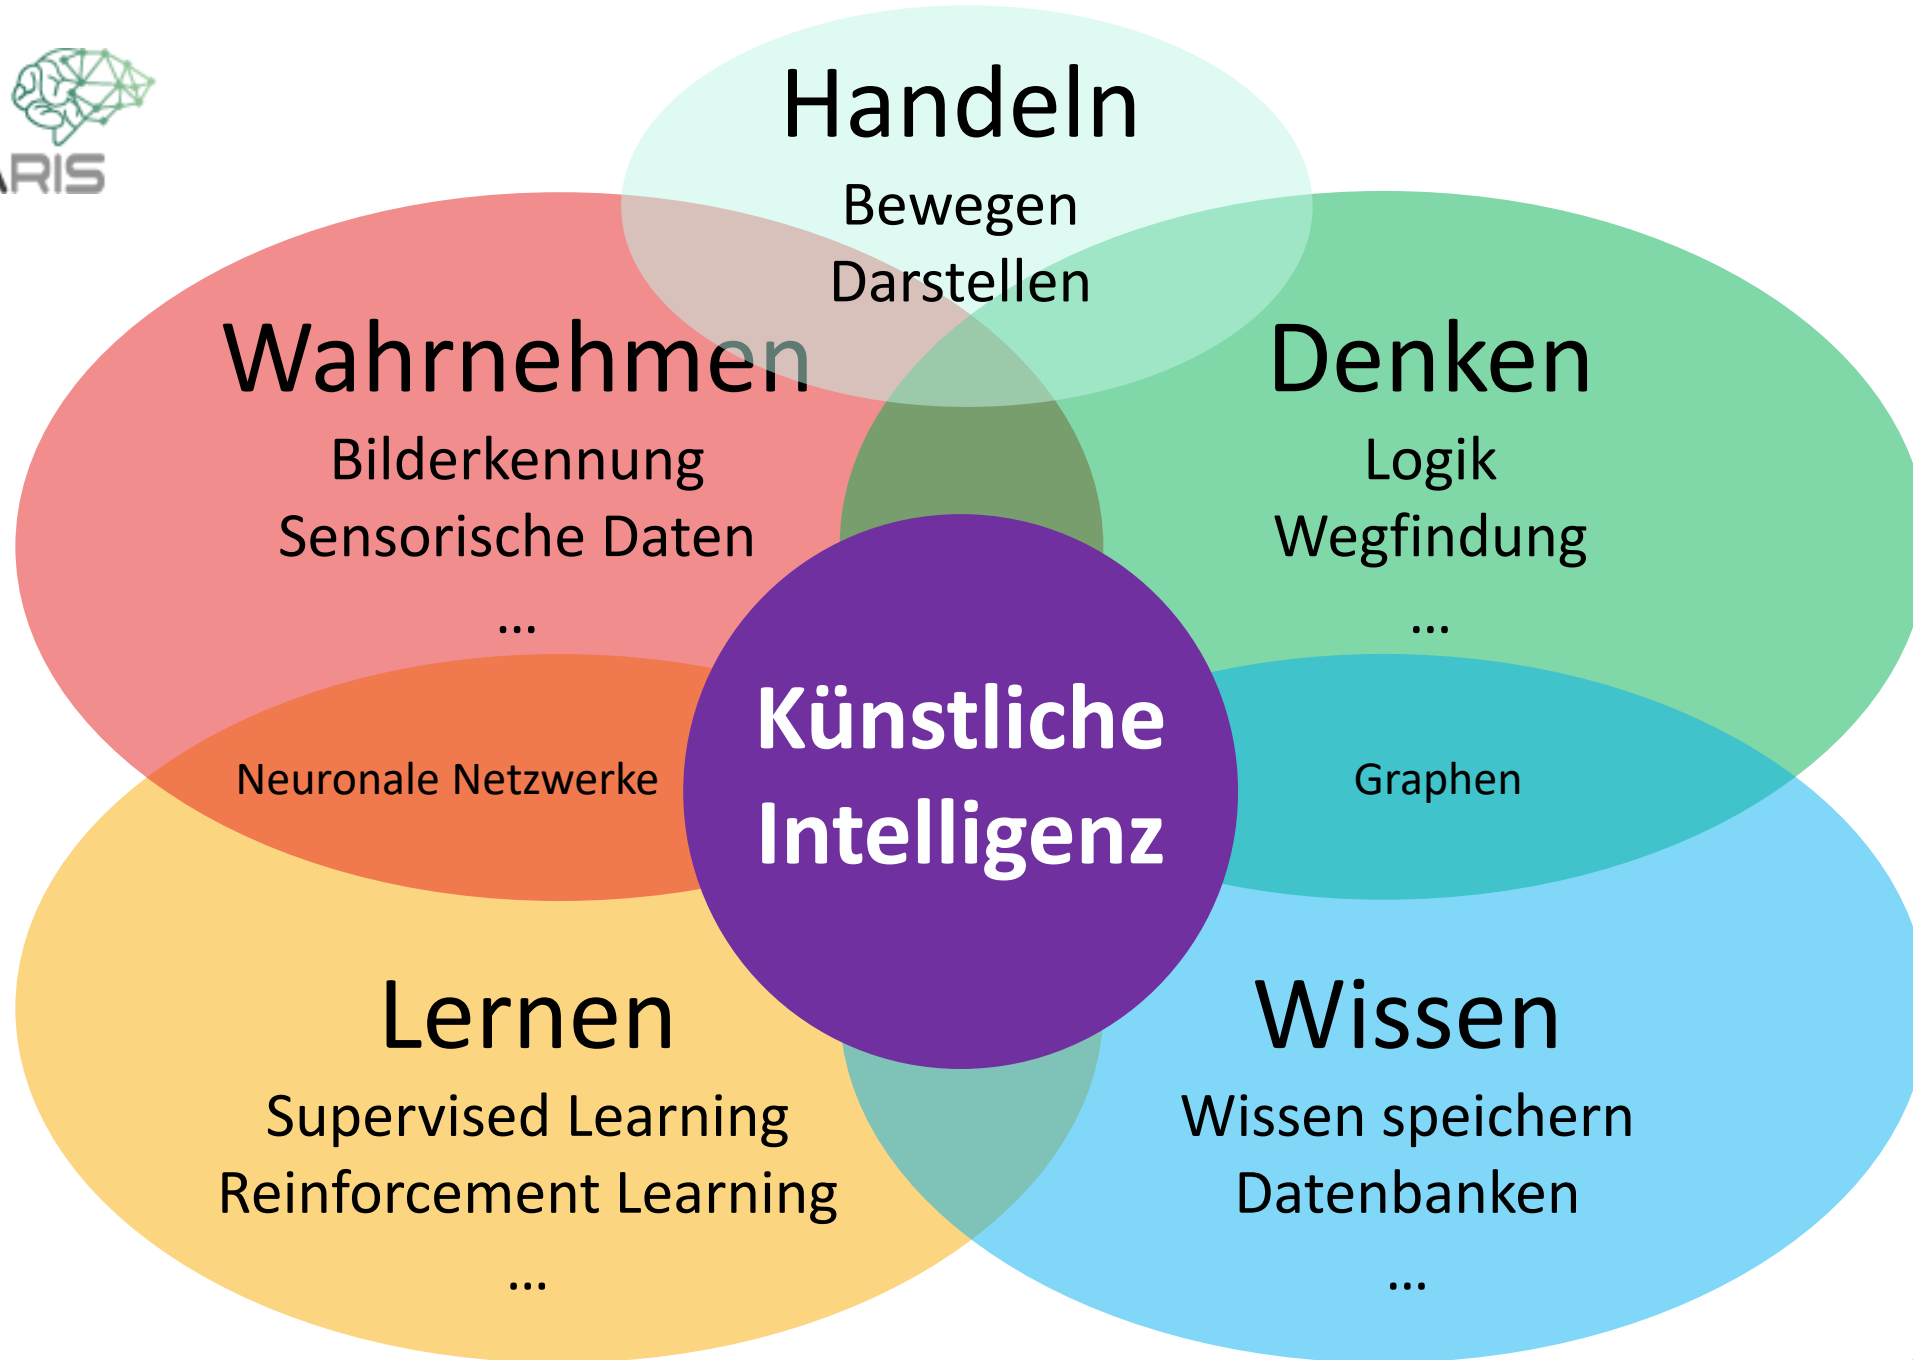 Handeln
Bewegen
Darstellen
Wahrnehmen
Bilderkennung
Sensorische Daten
...
Denken
Logik
Wegfindung
...
Neuronale Netzwerke
Künstliche
Intelligenz
Graphen
Lernen
Supervised Learning
Reinforcement Learning
...
Wissen
Wissen speichern
Datenbanken
...